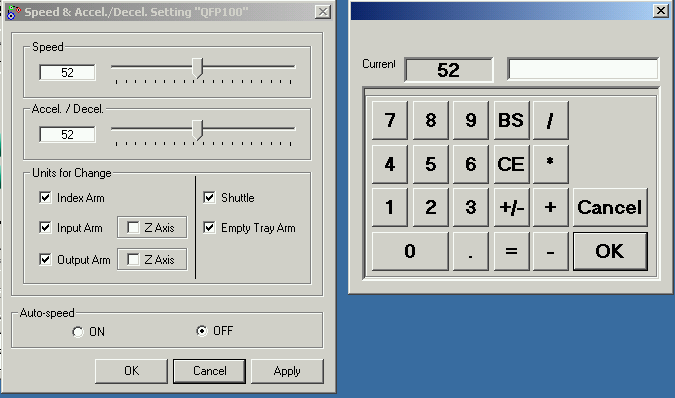 Speed & Accel./Decel. Setting "QFP100"
Speed
52
Accel. / Decel.
52
Units for Change
Index Arm
Shuttle
Input Arm
Z Axis
Empty Tray Arm
Output Arm
Z Axis
Auto-speed
ON
OFF
OK
Cancel
Apply
Current
52
7 8 9 BS /
4 5 6 CE *
1 2 3 +/- + Cancel
0 . = - OK